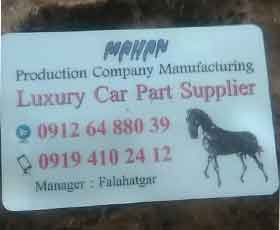 MAHAN
Production Company Manufacturing
Luxury Car Part Supplier
0912 64 880 39
0919 410 24 12
Manager : Falahatgar